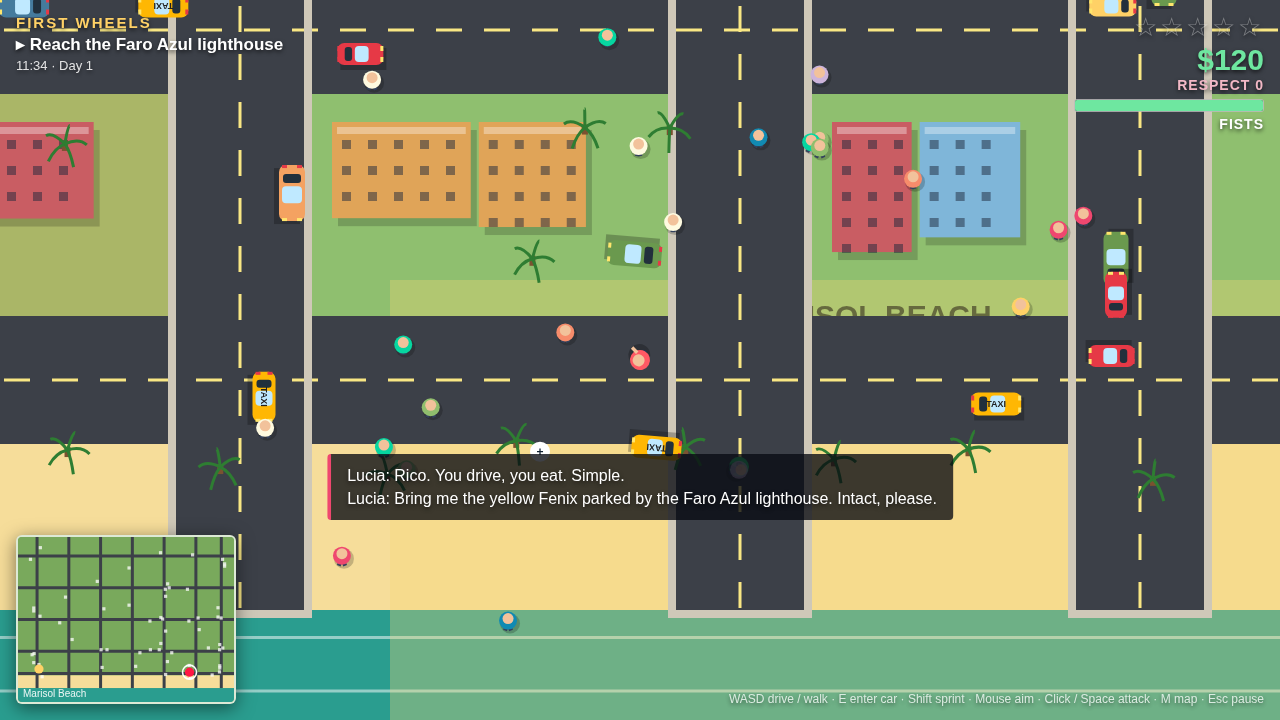 FIRST WHEELS
▸ Reach the Faro Azul lighthouse
11:34 · Day 1
☆☆☆☆☆
$120
RESPECT 0
FISTS
TAXI
SOL BEACH
TAXI
TAXI
TAXI
Lucia: Rico. You drive, you eat. Simple.
Lucia: Bring me the yellow Fenix parked by the Faro Azul lighthouse. Intact, please.
Marisol Beach
WASD drive / walk · E enter car · Shift sprint · Mouse aim · Click / Space attack · M map · Esc pause